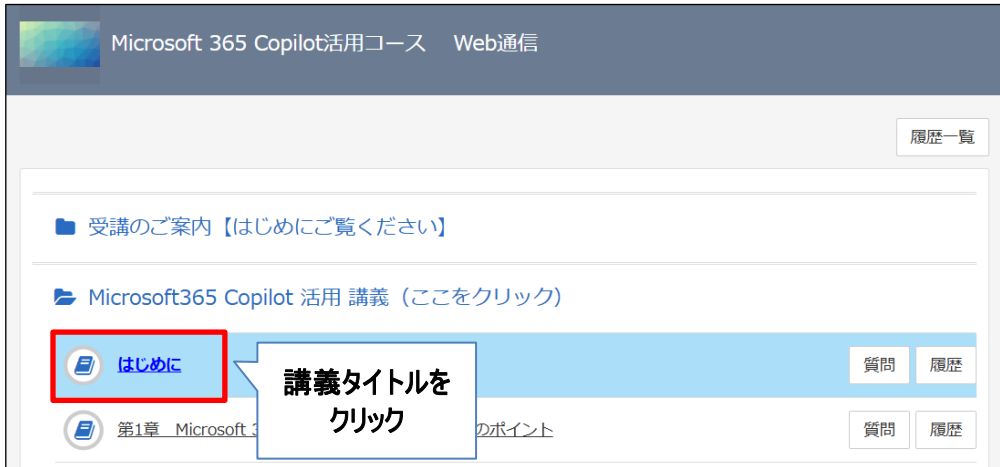 Microsoft 365 Copilot活用コース　Web通信
履歴一覧
受講のご案内【はじめにご覧ください】
Microsoft365 Copilot 活用 講義（ここをクリック）
はじめに
質問
履歴
講義タイトルを
クリック
第1章　Microsoft のポイント
質問
履歴